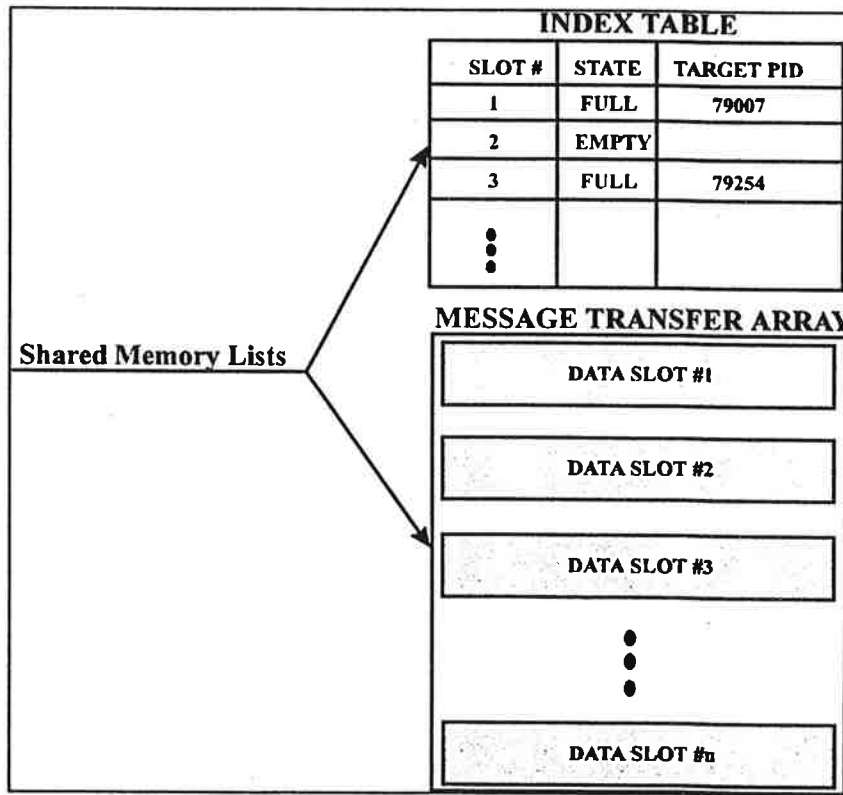 INDEX TABLE
SLOT # STATE TARGET PID
1 FULL 79007
2 EMPTY
3 FULL 79254
MESSAGE TRANSFER ARRAY
Shared Memory Lists
DATA SLOT #1
DATA SLOT #2
DATA SLOT #3
DATA SLOT #n